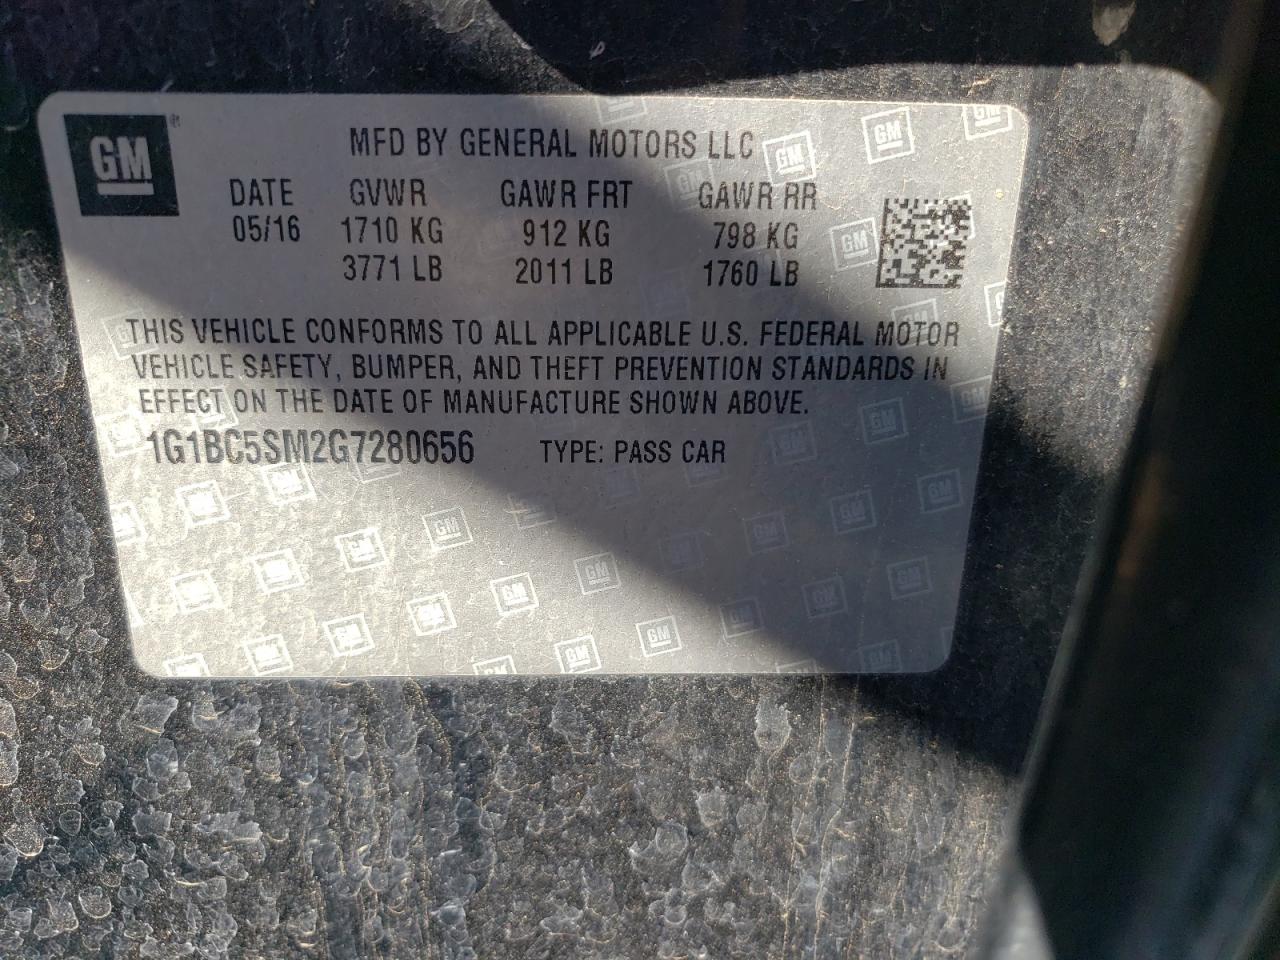 GM
MFD BY GENERAL MOTORS LLC
DATE GVWR GAWR FRT GAWR RR
05/16 1710 KG 912 KG 798 KG
3771 LB 2011 LB 1760 LB
THIS VEHICLE CONFORMS TO ALL APPLICABLE U.S. FEDERAL MOTOR
VEHICLE SAFETY, BUMPER, AND THEFT PREVENTION STANDARDS IN
EFFECT ON THE DATE OF MANUFACTURE SHOWN ABOVE.
1G1BC5SM2G7280656 TYPE: PASS CAR